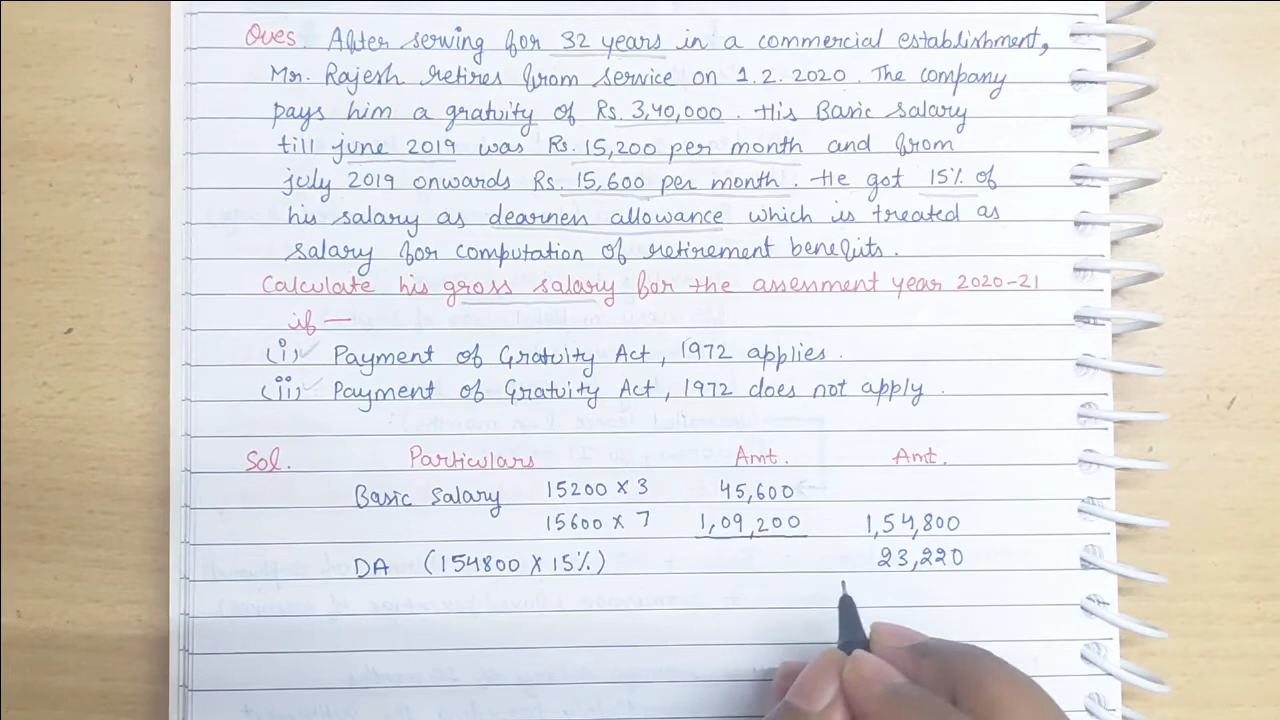 Ques. After serving for 32 years in a commercial establishment,
Mr. Rajesh retires from service on 1.2.2020. The company
pays him a gratuity of Rs. 3,40,000. His Basic Salary
till june 2019 was Rs. 15,200 per month and from
july 2019 onwards Rs. 15,600 per month. He got 15% of
his salary as dearness allowance which is treated as
salary for computation of retirement benefits.
Calculate his gross salary for the assessment year 2020-21
if —
(i) Payment of Gratuity Act, 1972 applies.
(ii) Payment of Gratuity Act, 1972 does not apply.
Sol. Particulars Amt. Amt.
Basic Salary 15200 X 3 45,600
15600 X 7 1,09,200 1,54,800
DA (154800 X 15%) 23,220